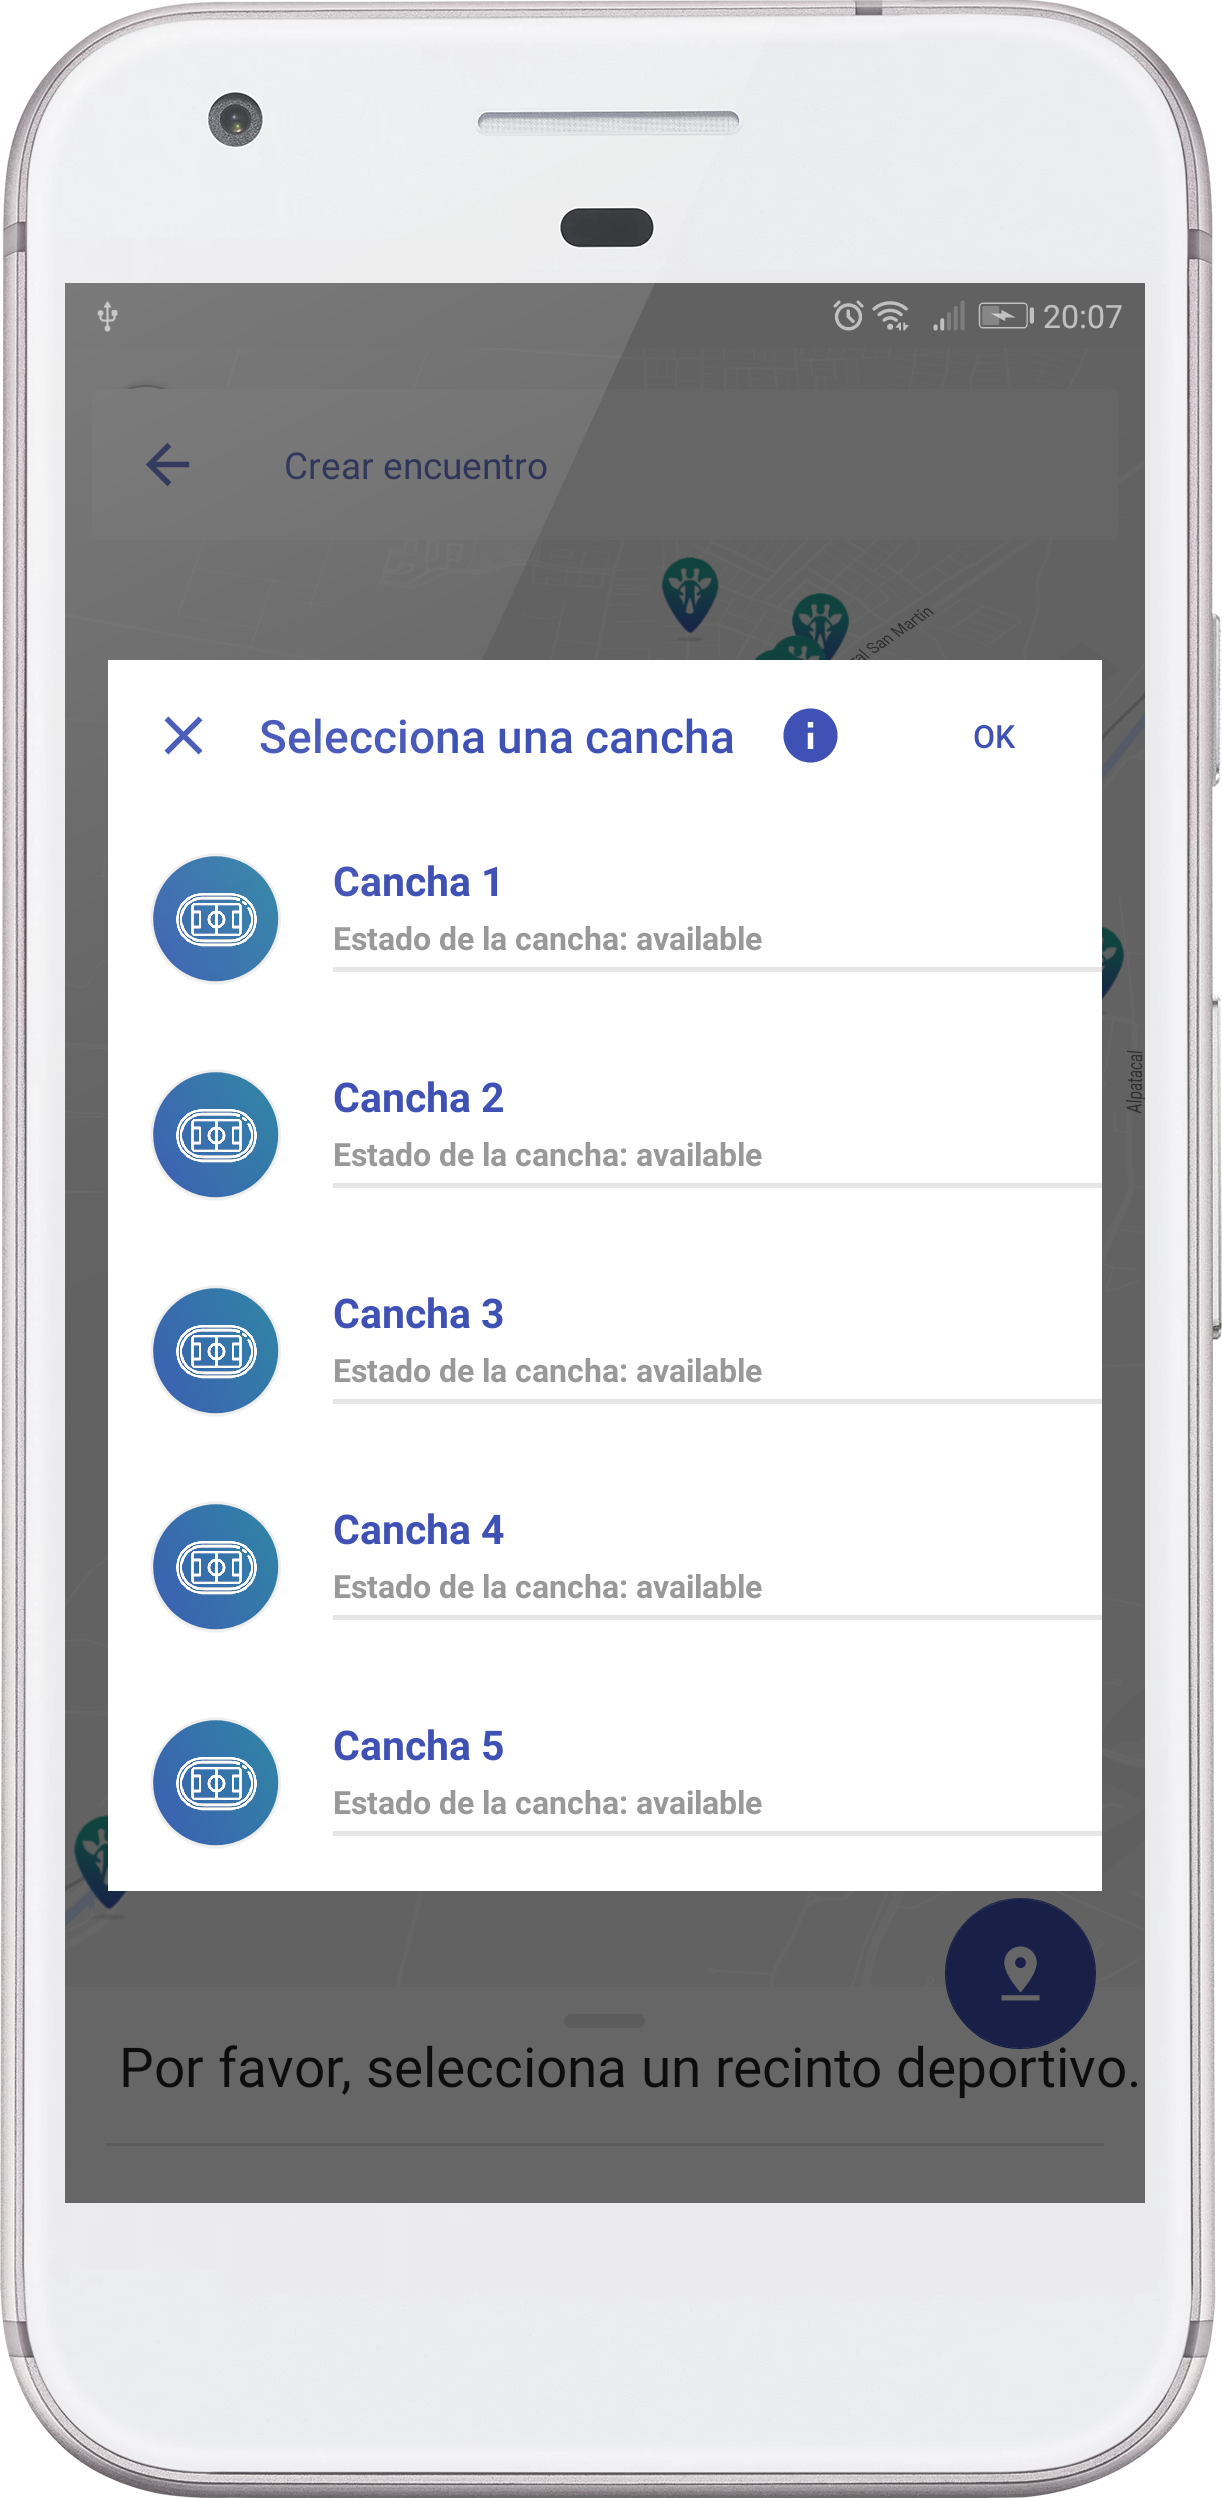 20:07
Crear encuentro
al San Martín
Selecciona una cancha
OK
Cancha 1
Estado de la cancha: available
Alpatacal
Cancha 2
Estado de la cancha: available
Cancha 3
Estado de la cancha: available
Cancha 4
Estado de la cancha: available
Cancha 5
Estado de la cancha: available
Por favor, selecciona un recinto deportivo.